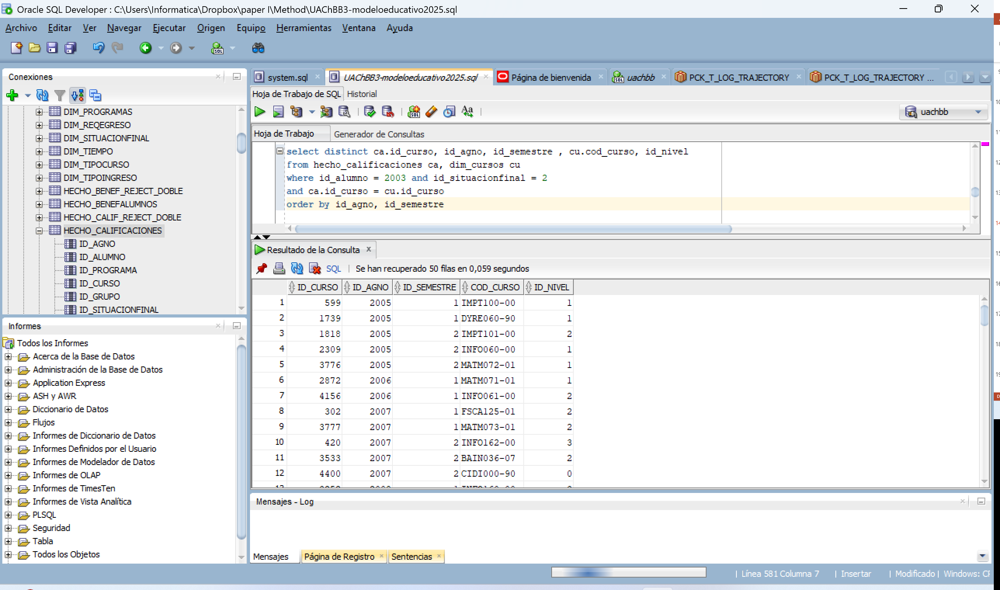 Oracle SQL Developer : C:\Users\Informatica\Dropbox\paper I\Method\UAChBB3-modeloeducativo2025.sql
Archivo Editar Ver Navegar Ejecutar Origen Equipo Herramientas Ventana Ayuda
Conexiones
DIM_PROGRAMAS
DIM_REQEGRESO
DIM_SITUACIONFINAL
DIM_TIEMPO
DIM_TIPOCURSO
DIM_TIPOINGRESO
HECHO_BENEF_REJECT_DOBLE
HECHO_BENEFALUMNOS
HECHO_CALIF_REJECT_DOBLE
HECHO_CALIFICACIONES
ID_AGNO
ID_ALUMNO
ID_PROGRAMA
ID_CURSO
ID_GRUPO
ID_SITUACIONFINAL
Informes
Todos los Informes
Acerca de la Base de Datos
Administración de la Base de Datos
Application Express
ASH y AWR
Diccionario de Datos
Flujos
Informes de Diccionario de Datos
Informes Definidos por el Usuario
Informes de Modelador de Datos
Informes de OLAP
Informes de TimesTen
Informes de Vista Analítica
PLSQL
Seguridad
Tabla
Todos los Objetos
system.sql UAChBB3-modeloeducativo2025.sql Página de bienvenida uachbb PCK_T_LOG_TRAJECTORY PCK_T_LOG_TRAJECTORY ...
Hoja de Trabajo de SQL Historial
uachbb
Hoja de Trabajo Generador de Consultas
select distinct ca.id_curso, id_agno, id_semestre , cu.cod_curso, id_nivel
from hecho_calificaciones ca, dim_cursos cu
where id_alumno = 2003 and id_situacionfinal = 2
and ca.id_curso = cu.id_curso
order by id_agno, id_semestre
Resultado de la Consulta
SQL | Se han recuperado 50 filas en 0,059 segundos
ID_CURSO ID_AGNO ID_SEMESTRE COD_CURSO ID_NIVEL
1 599 2005 1 IMPT100-00 1
2 1739 2005 1 DYRE060-90 1
3 1818 2005 2 IMPT101-00 2
4 2309 2005 2 INFO060-00 1
5 3776 2005 2 MATM072-01 1
6 2872 2006 1 MATM071-01 1
7 4156 2006 1 INFO061-00 2
8 302 2007 1 FSCA125-01 2
9 3777 2007 1 MATM073-01 2
10 420 2007 2 INFO162-00 3
11 3533 2007 2 BAIN036-07 2
12 4400 2007 2 CIDI000-90 0
Mensajes - Log
Mensajes Página de Registro Sentencias
| Línea 581 Columna 7 | Insertar | Modificado | Windows: